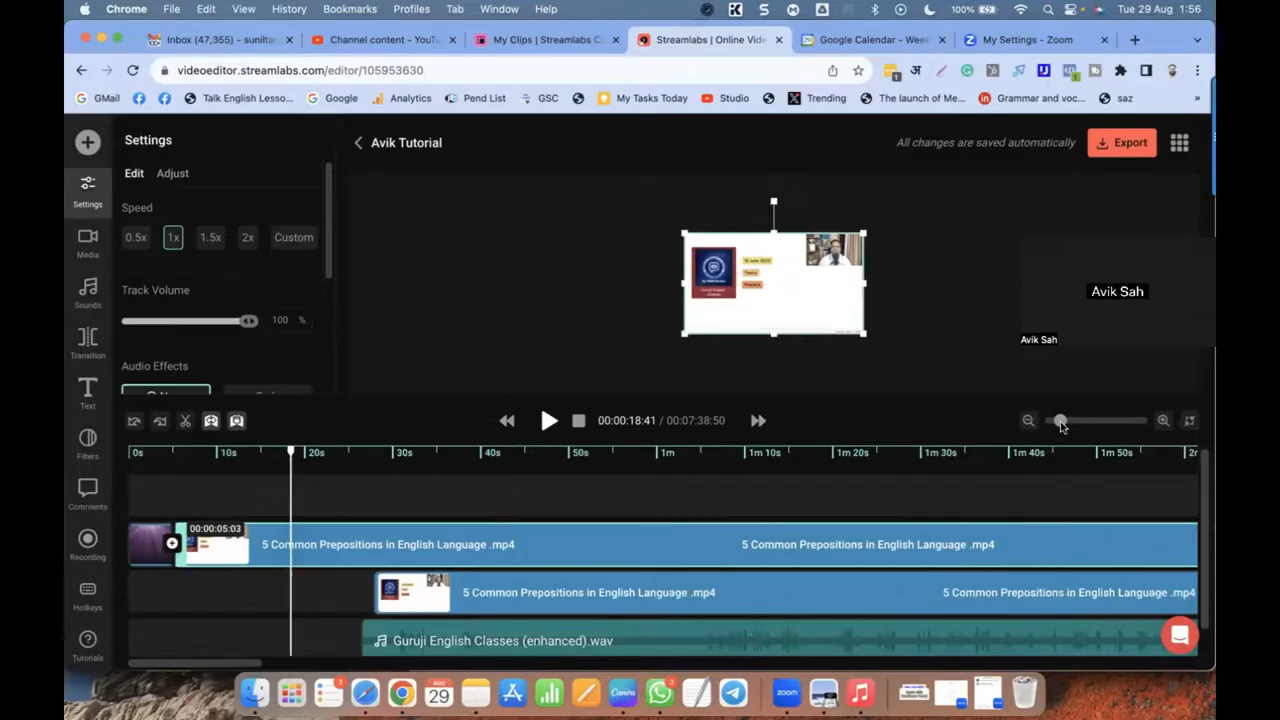 Chrome File Edit View History Bookmarks Profiles Tab Window Help 100% Tue 29 Aug 1:56
Inbox (47,355) - suniltan Channel content - YouTu My Clips | Streamlabs C Streamlabs | Online Vide Google Calendar - Week My Settings - Zoom
videoeditor.streamlabs.com/editor/105953630
GMail Talk English Lesso... Google Analytics Pend List GSC My Tasks Today Studio Trending The launch of Me... Grammar and voc... saz »
Settings
Avik Tutorial
All changes are saved automatically
Export
Edit Adjust
Settings
Speed
0.5x 1x 1.5x 2x Custom
Media
Track Volume
100 %
Sounds
Avik Sah
Avik Sah
Transition
Audio Effects
Text
00:00:18:41 / 00:07:38:50
Filters
0s 10s 20s 30s 40s 50s 1m 1m 10s 1m 20s 1m 30s 1m 40s 1m 50s
Comments
00:00:05:03
5 Common Prepositions in English Language .mp4 5 Common Prepositions in English Language .mp4
Recording
5 Common Prepositions in English Language .mp4 5 Common Prepositions in English Language .mp4
Hotkeys
Guruji English Classes (enhanced).wav
Tutorials